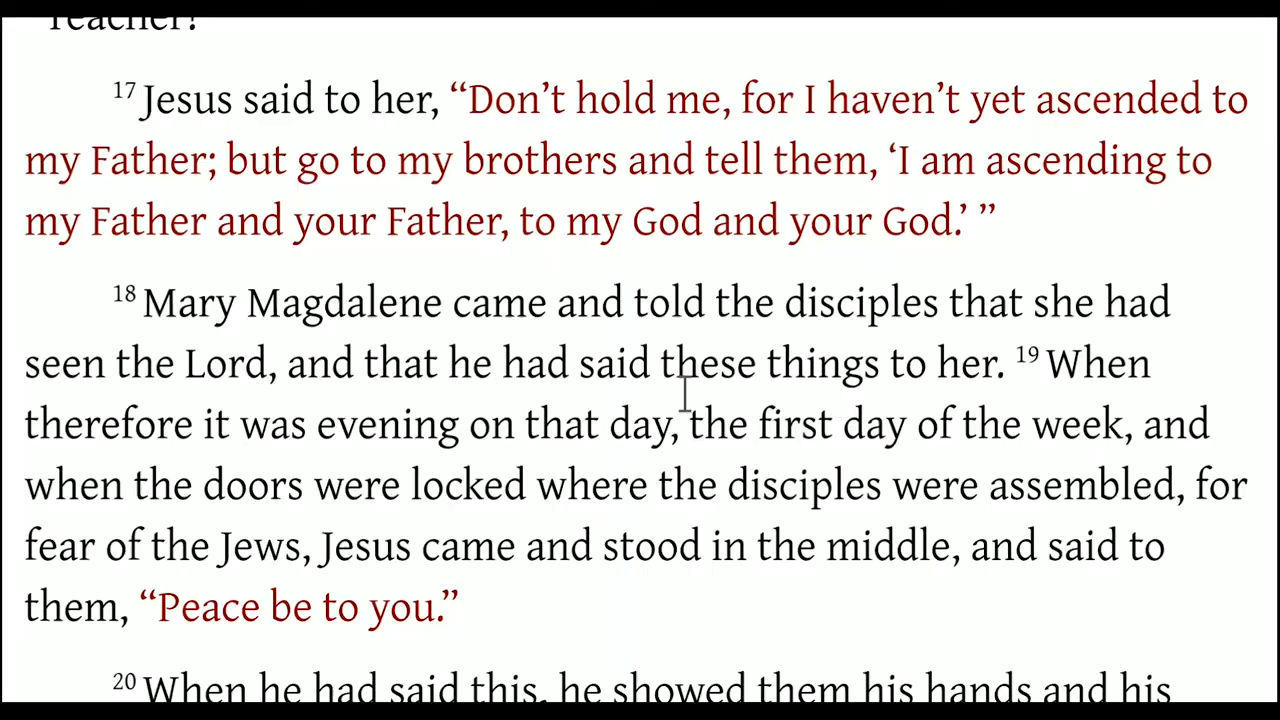 Teacher!"
17 Jesus said to her, “Don’t hold me, for I haven’t yet ascended to
my Father; but go to my brothers and tell them, ‘I am ascending to
my Father and your Father, to my God and your God.’ ”
18 Mary Magdalene came and told the disciples that she had
seen the Lord, and that he had said these things to her. 19 When
therefore it was evening on that day, the first day of the week, and
when the doors were locked where the disciples were assembled, for
fear of the Jews, Jesus came and stood in the middle, and said to
them, “Peace be to you.”
20 When he had said this, he showed them his hands and his